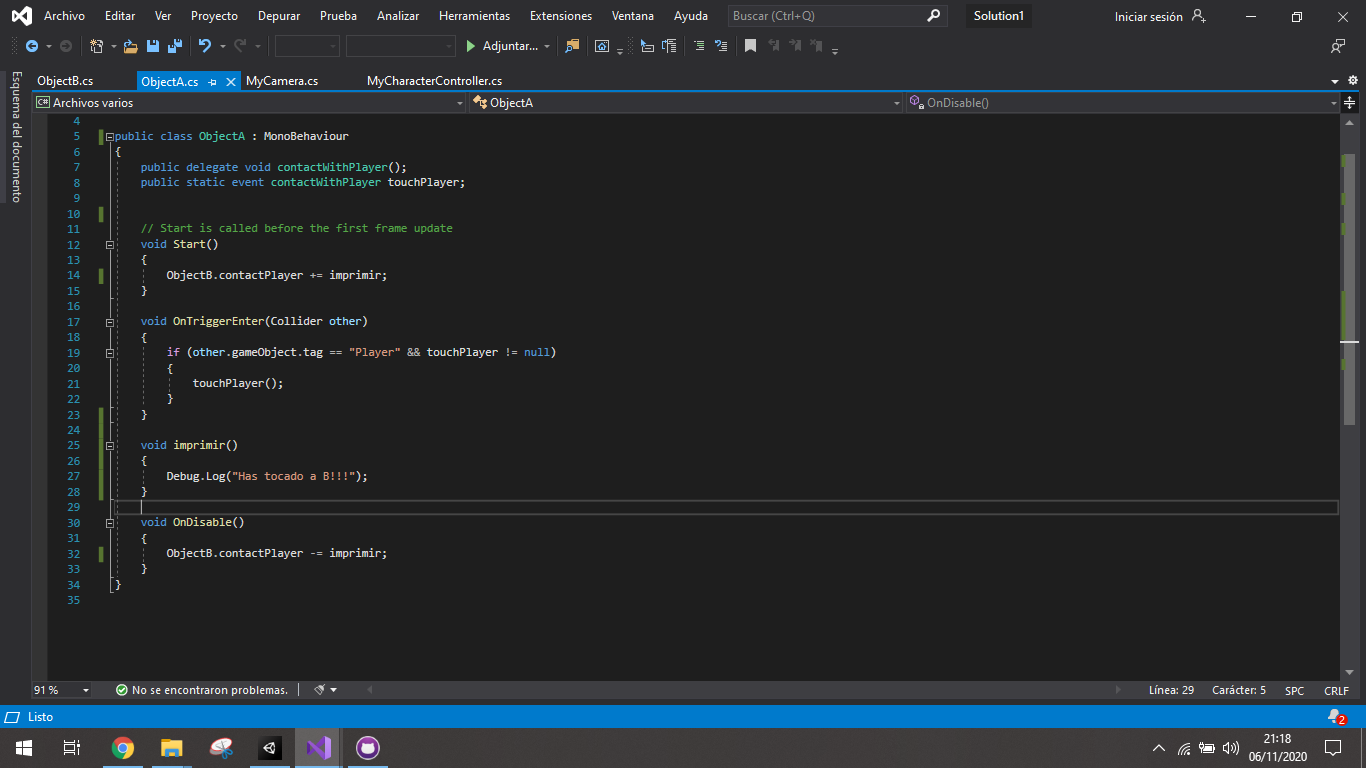 Archivo Editar Ver Proyecto Depurar Prueba Analizar Herramientas Extensiones Ventana Ayuda Buscar (Ctrl+Q) Solution1 Iniciar sesión
Adjuntar...
ObjectB.cs ObjectA.cs MyCamera.cs MyCharacterController.cs
Esquema del documento
C# Archivos varios ObjectA OnDisable()
4
5 public class ObjectA : MonoBehaviour
6 {
7 public delegate void contactWithPlayer();
8 public static event contactWithPlayer touchPlayer;
9
10
11 // Start is called before the first frame update
12 void Start()
13 {
14 ObjectB.contactPlayer += imprimir;
15 }
16
17 void OnTriggerEnter(Collider other)
18 {
19 if (other.gameObject.tag == "Player" && touchPlayer != null)
20 {
21 touchPlayer();
22 }
23 }
24
25 void imprimir()
26 {
27 Debug.Log("Has tocado a B!!!");
28 }
29
30 void OnDisable()
31 {
32 ObjectB.contactPlayer -= imprimir;
33 }
34 }
35
91 % No se encontraron problemas. Línea: 29 Carácter: 5 SPC CRLF
Listo 2
21:18
06/11/2020